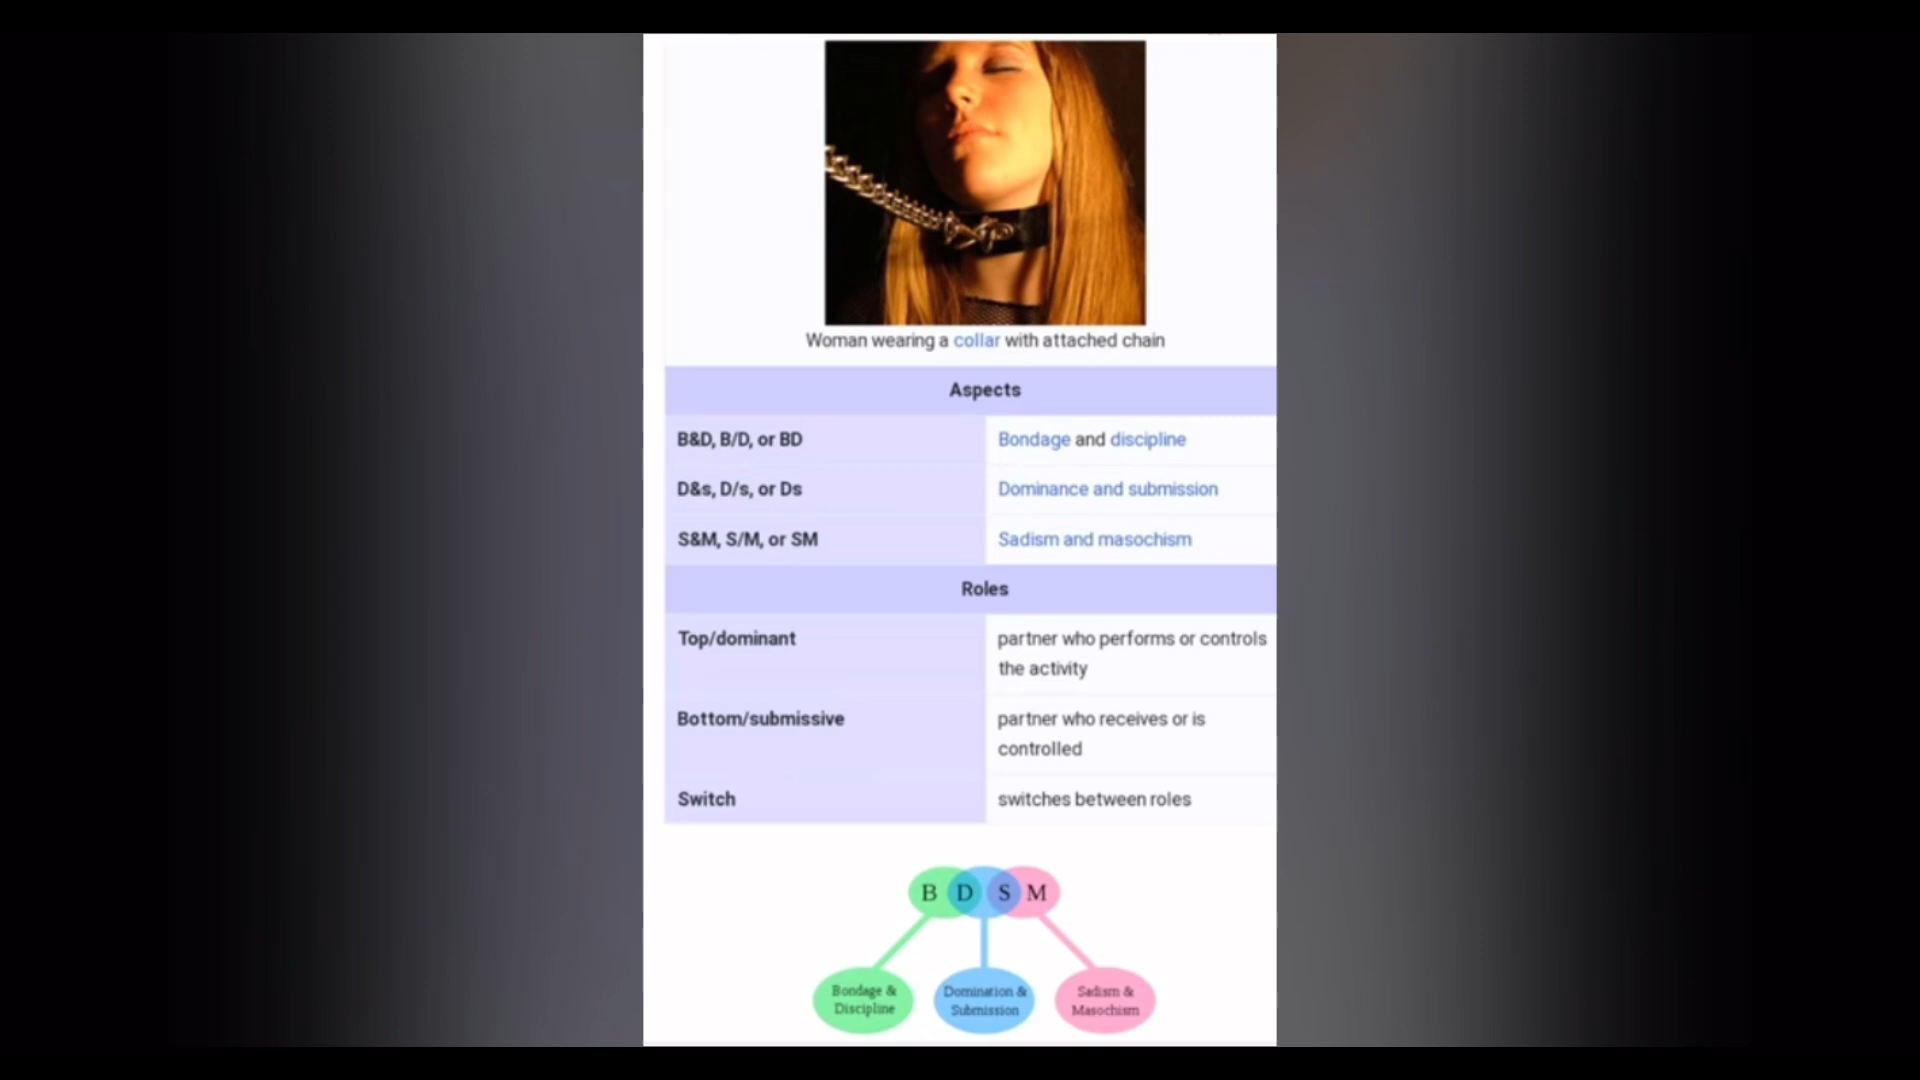 Woman wearing a collar with attached chain
Aspects
B&D, B/D, or BD
Bondage and discipline
D&s, D/s, or Ds
Dominance and submission
S&M, S/M, or SM
Sadism and masochism
Roles
Top/dominant
partner who performs or controls
the activity
Bottom/submissive
partner who receives or is
controlled
Switch
switches between roles
B D S M
Bondage &
Discipline
Domination &
Submission
Sadism &
Masochism